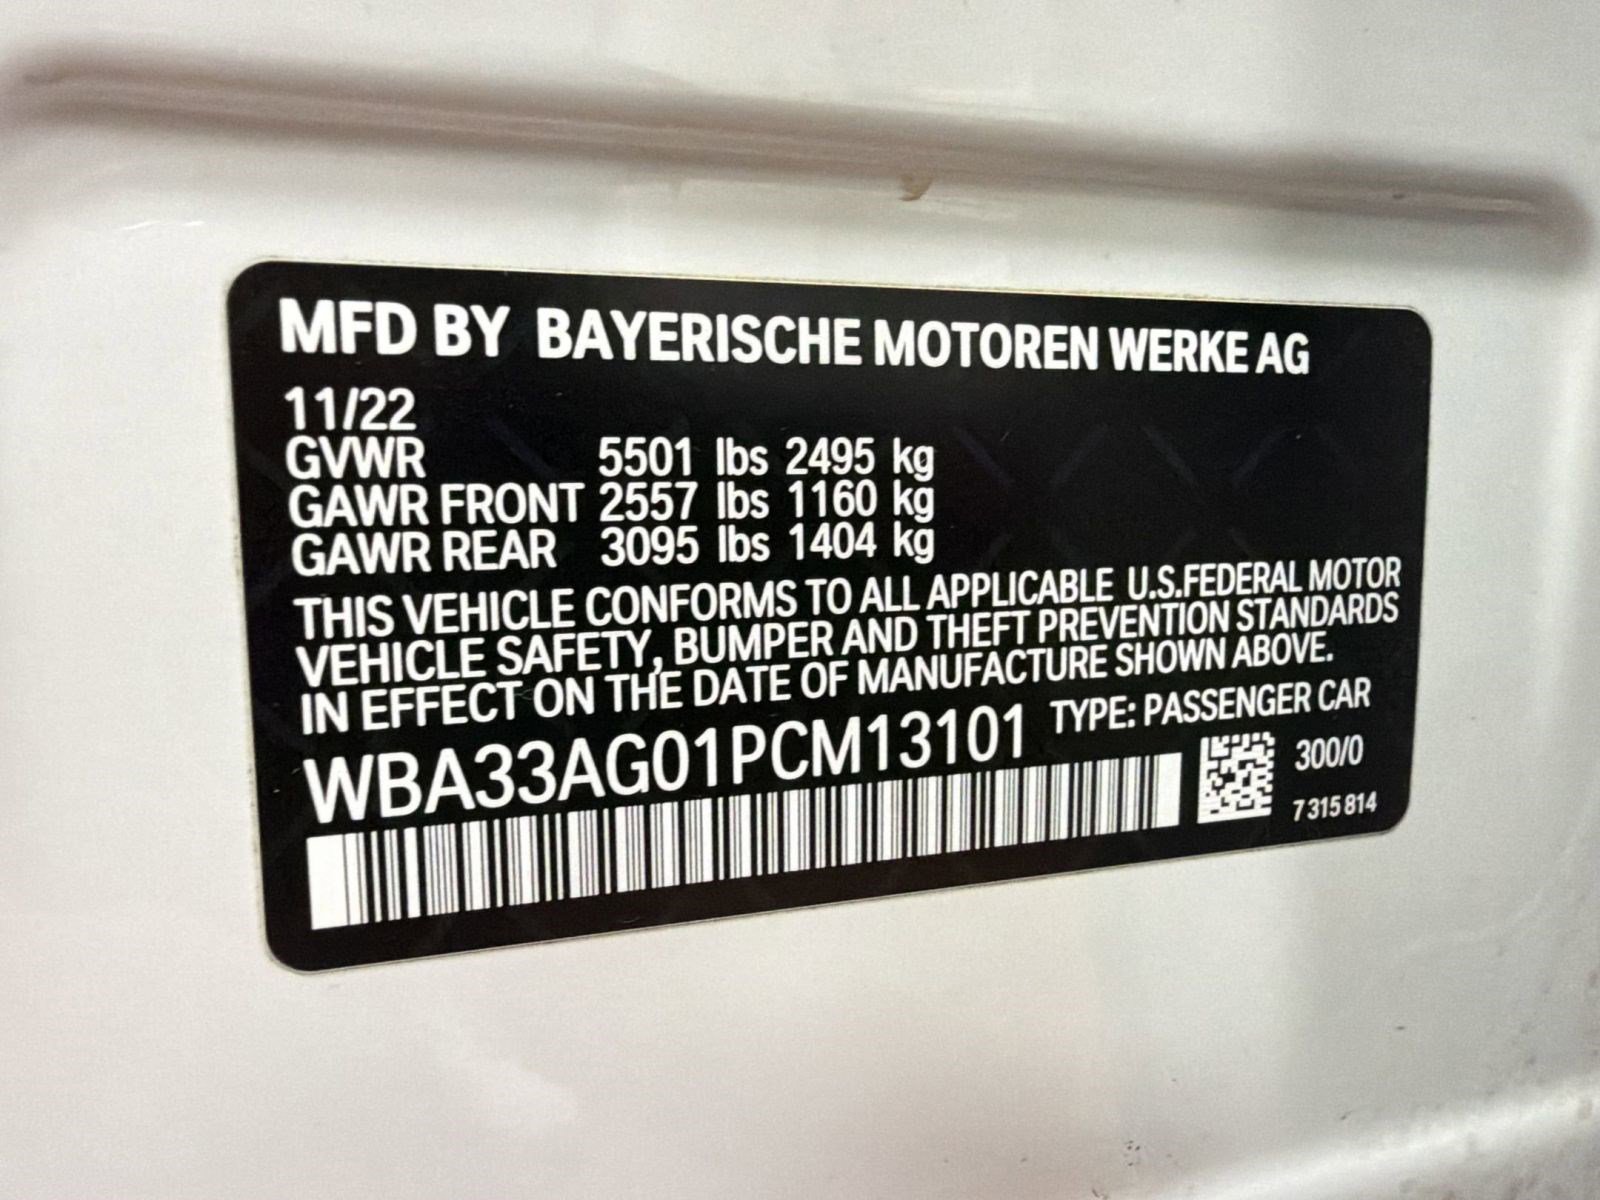 MFD BY BAYERISCHE MOTOREN WERKE AG
11/22
GVWR 5501 lbs 2495 kg
GAWR FRONT 2557 lbs 1160 kg
GAWR REAR 3095 lbs 1404 kg
THIS VEHICLE CONFORMS TO ALL APPLICABLE U.S.FEDERAL MOTOR
VEHICLE SAFETY, BUMPER AND THEFT PREVENTION STANDARDS
IN EFFECT ON THE DATE OF MANUFACTURE SHOWN ABOVE.
WBA33AG01PCM13101 TYPE: PASSENGER CAR
300/0
7 315 814